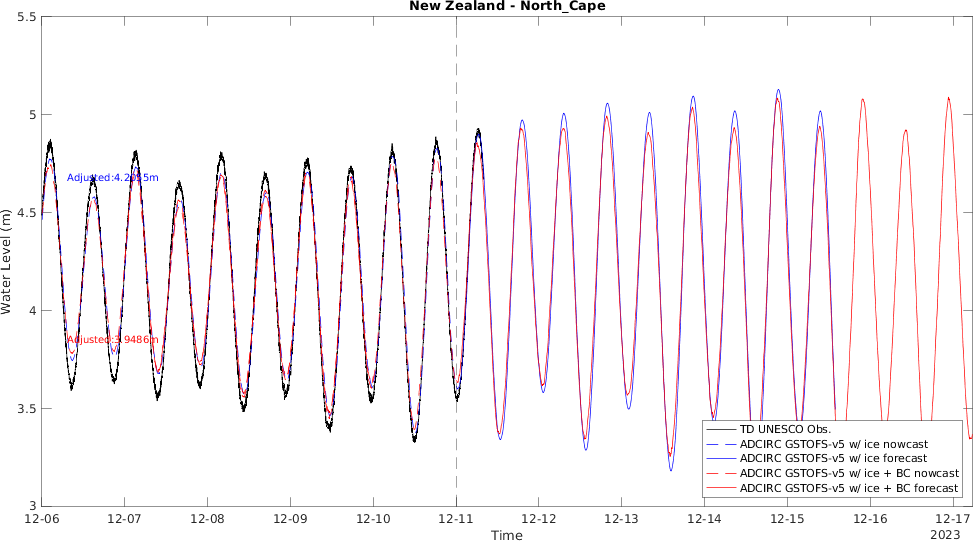 New Zealand - North_Cape
5.5
5
4.5
4
3.5
3
Water Level (m)
Adjusted:3.9486m
12-06
12-07
12-08
12-09
12-10
12-11
12-12
12-13
12-14
12-15
12-16
12-17
2023
Time
TD UNESCO Obs.
ADCIRC GSTOFS-v5 w/ ice nowcast
ADCIRC GSTOFS-v5 w/ ice forecast
ADCIRC GSTOFS-v5 w/ ice + BC nowcast
ADCIRC GSTOFS-v5 w/ ice + BC forecast